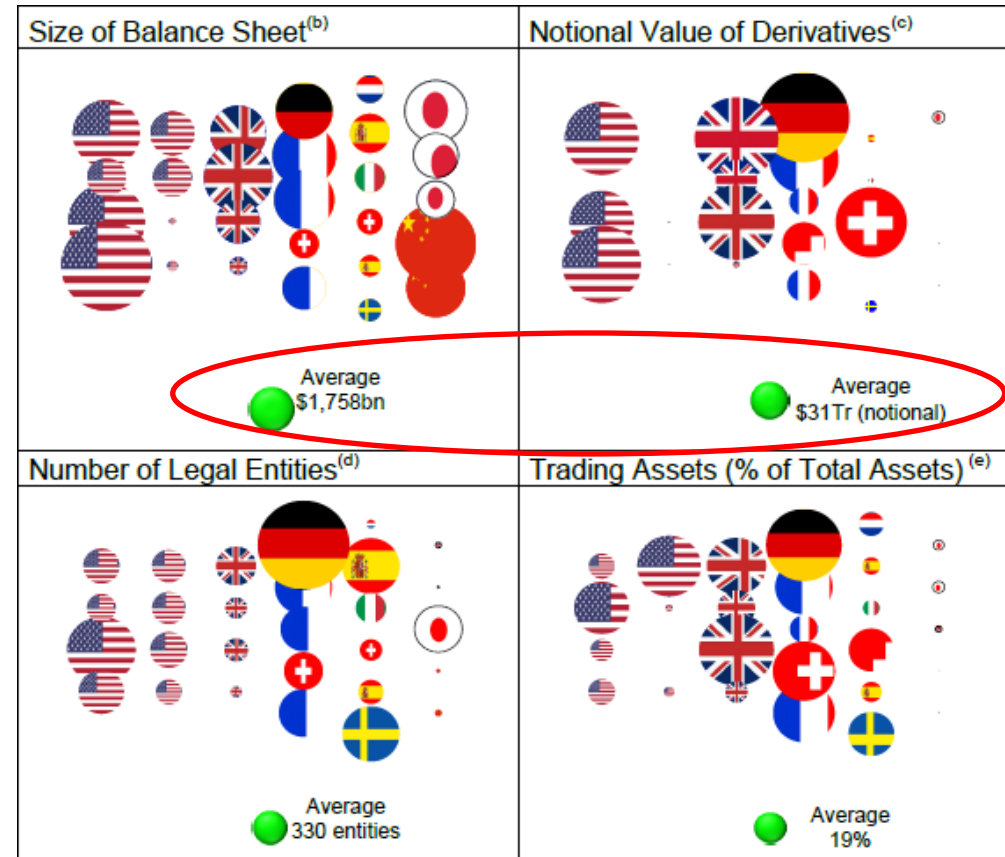 Size of Balance Sheet(b)
Notional Value of Derivatives(c)
Average
$1,758bn
Average
$31Tr (notional)
Number of Legal Entities(d)
Trading Assets (% of Total Assets) (e)
Average
330 entities
Average
19%